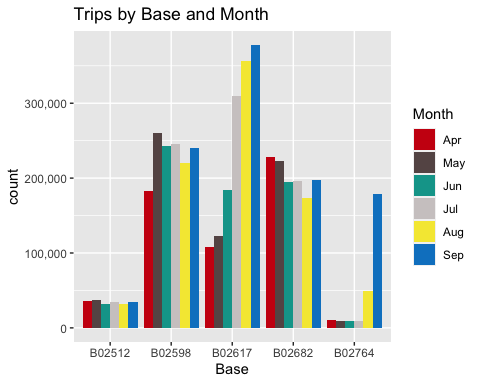 Trips by Base and Month
count
300,000
200,000
100,000
0
B02512 B02598 B02617 B02682 B02764
Base
Month
Apr
May
Jun
Jul
Aug
Sep